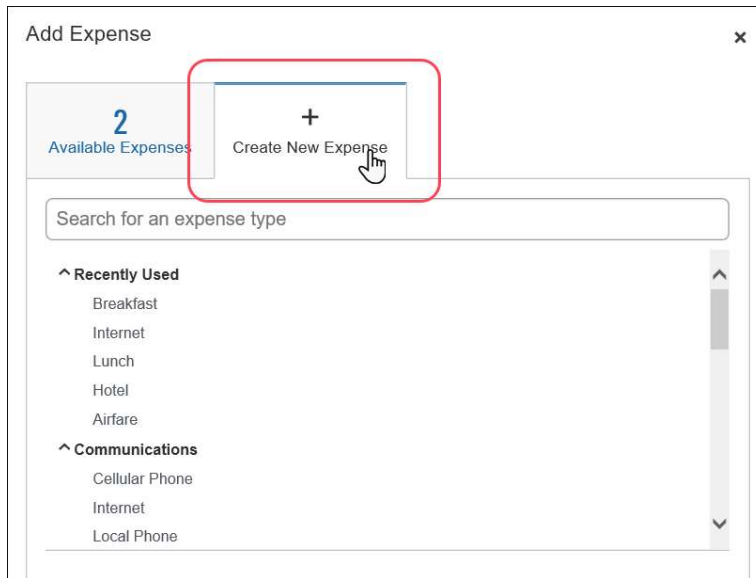 Add Expense
2
Available Expenses
+
Create New Expense
Search for an expense type
Recently Used
Breakfast
Internet
Lunch
Hotel
Airfare
Communications
Cellular Phone
Internet
Local Phone